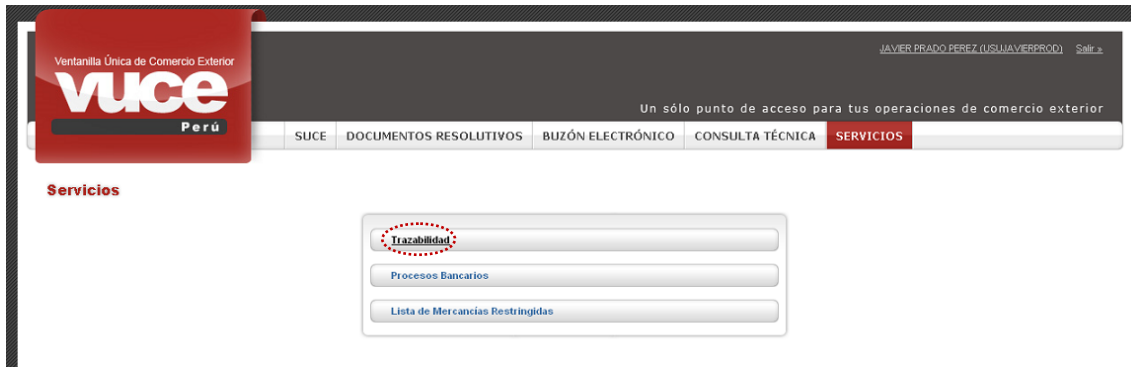 JAVIER PRADO PEREZ (USUJAVIERPROD) Salir »
Ventanilla Única de Comercio Exterior
vuce
Perú
Un sólo punto de acceso para tus operaciones de comercio exterior
SUCE DOCUMENTOS RESOLUTIVOS BUZÓN ELECTRÓNICO CONSULTA TÉCNICA SERVICIOS
Servicios
Trazabilidad
Procesos Bancarios
Lista de Mercancías Restringidas